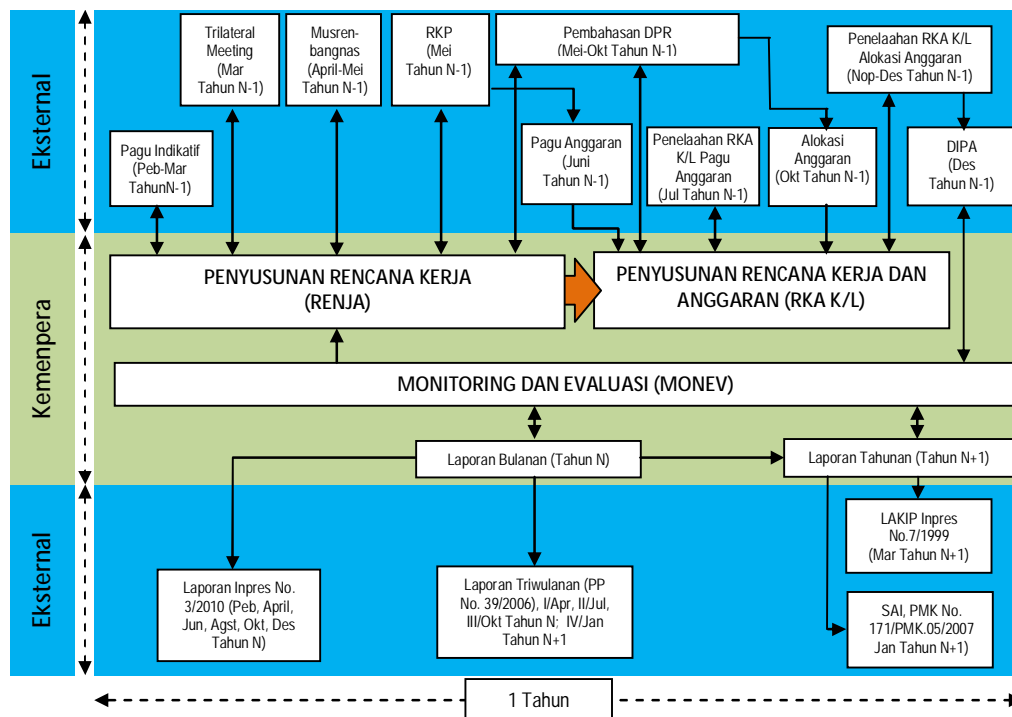 Eksternal
Trilateral
Meeting
(Mar
Tahun N-1)
Musren-
bangnas
(April-Mei
Tahun N-1)
RKP
(Mei
Tahun N-1)
Pembahasan DPR
(Mei-Okt Tahun N-1)
Penelaahan RKA K/L
Alokasi Anggaran
(Nop-Des Tahun N-1)
Pagu Indikatif
(Peb-Mar
TahunN-1)
Pagu Anggaran
(Juni
Tahun N-1)
Penelaahan RKA
K/L Pagu
Anggaran
(Jul Tahun N-1)
Alokasi
Anggaran
(Okt Tahun N-1)
DIPA
(Des
Tahun N-1)
Kemenpera
PENYUSUNAN RENCANA KERJA
(RENJA)
PENYUSUNAN RENCANA KERJA DAN
ANGGARAN (RKA K/L)
MONITORING DAN EVALUASI (MONEV)
Laporan Bulanan (Tahun N)
Laporan Tahunan (Tahun N+1)
Eksternal
Laporan Inpres No.
3/2010 (Peb, April,
Jun, Agst, Okt, Des
Tahun N)
Laporan Triwulanan (PP
No. 39/2006), I/Apr, II/Jul,
III/Okt Tahun N; IV/Jan
Tahun N+1
LAKIP Inpres
No.7/1999
(Mar Tahun N+1)
SAI, PMK No.
171/PMK.05/2007
Jan Tahun N+1)
1 Tahun